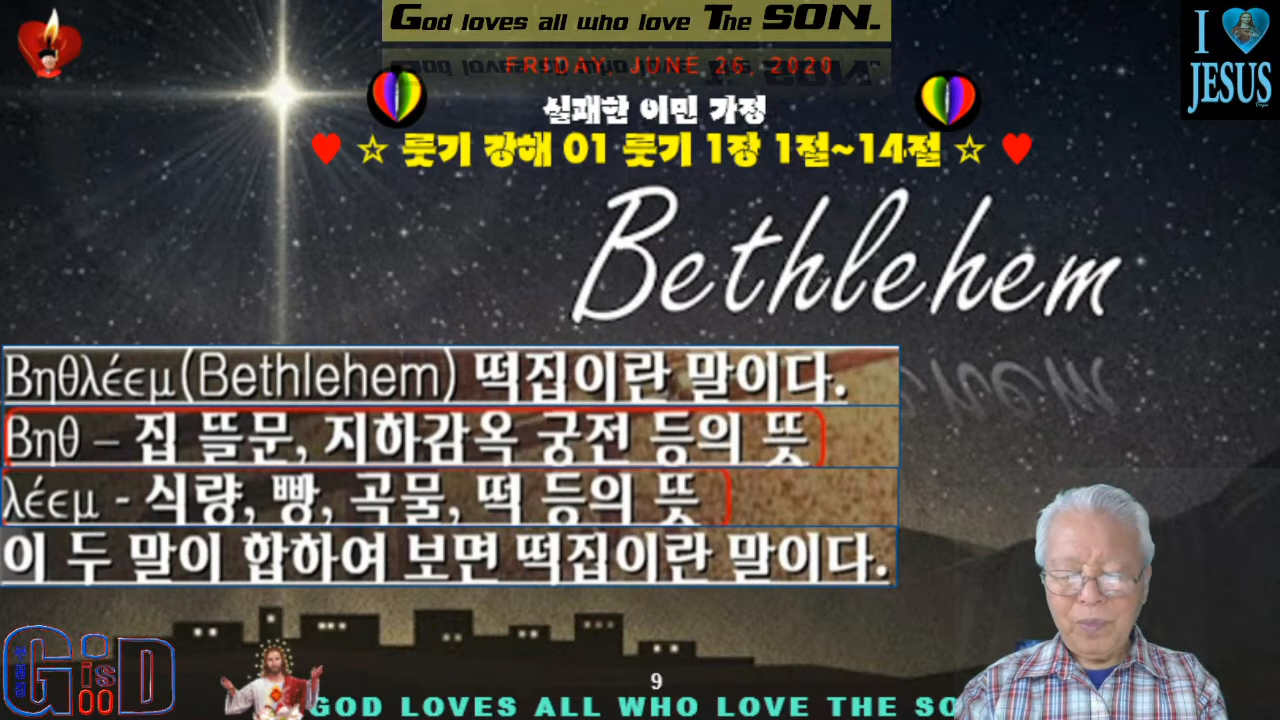 God loves all who love The SON.
FRIDAY, JUNE 26, 2020
I
JESUS
실패한 이민 가정
♥ ☆ 룻기 강해 01 룻기 1장 1절~14절 ☆ ♥
Bethlehem
Βηθλέεμ(Bethlehem) 떡집이란 말이다.
Βηθ – 집 뜰문, 지하감옥 궁전 등의 뜻
λέεμ - 식량, 빵, 곡물, 떡 등의 뜻
이 두 말이 합하여 보면 떡집이란 말이다.
GOD
is
9
GOD LOVES ALL WHO LOVE THE SO